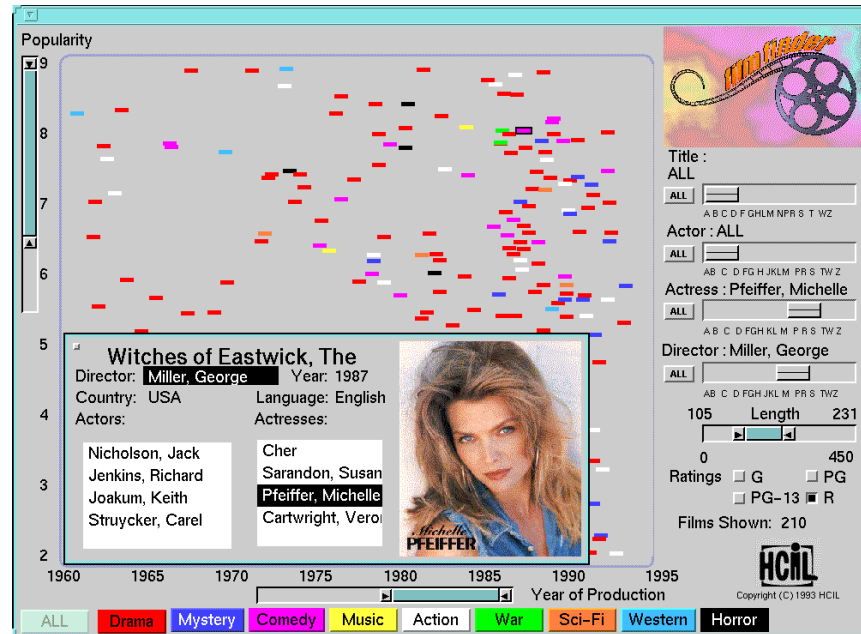 Popularity
9
8
7
6
5
4
3
2
1960
1965
1970
1975
1980
1985
1990
1995
Year of Production
film finder
Title :
ALL
ALL
A B C D F GHLM NPR S T WZ
Actor : ALL
ALL
AB C D FG H JKLM P R S TW Z
Actress : Pfeiffer, Michelle
ALL
A B C D FGH KL M P R S T W Z
Director : Miller, George
ALL
AB C D FGH JKL M P R S T W Z
105 Length 231
0 450
Ratings G PG
PG-13 R
Films Shown: 210
HCIL
Copyright (C) 1993 HCIL
Witches of Eastwick, The
Director: Miller, George Year: 1987
Country: USA Language: English
Actors: Actresses:
Nicholson, Jack
Jenkins, Richard
Joakum, Keith
Struycker, Carel
Cher
Sarandon, Susan
Pfeiffer, Michelle
Cartwright, Vero
Michelle
PFEIFFER
ALL Drama Mystery Comedy Music Action War Sci-Fi Western Horror